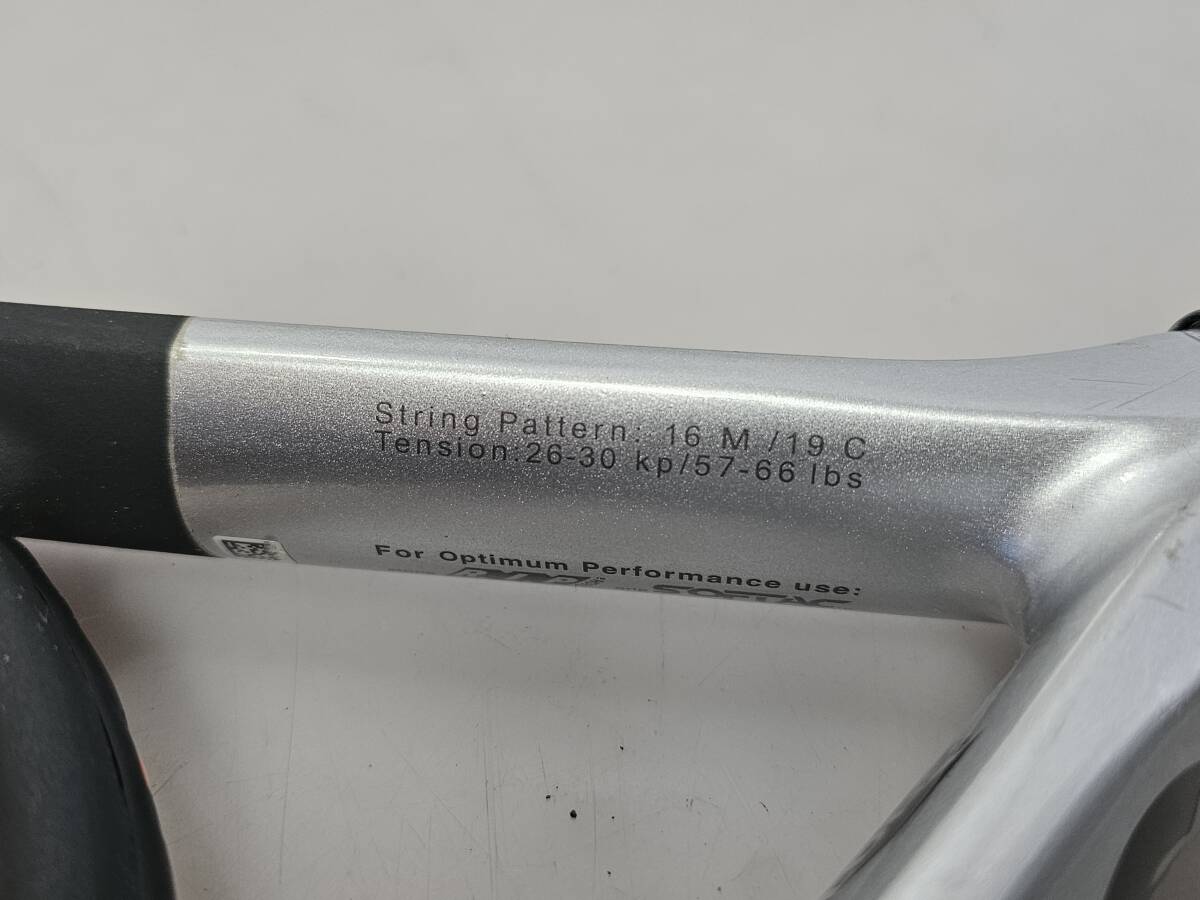 String Pattern: 16 M /19 C
Tension:26-30 kp/57-66 lbs
For Optimum Performance use: